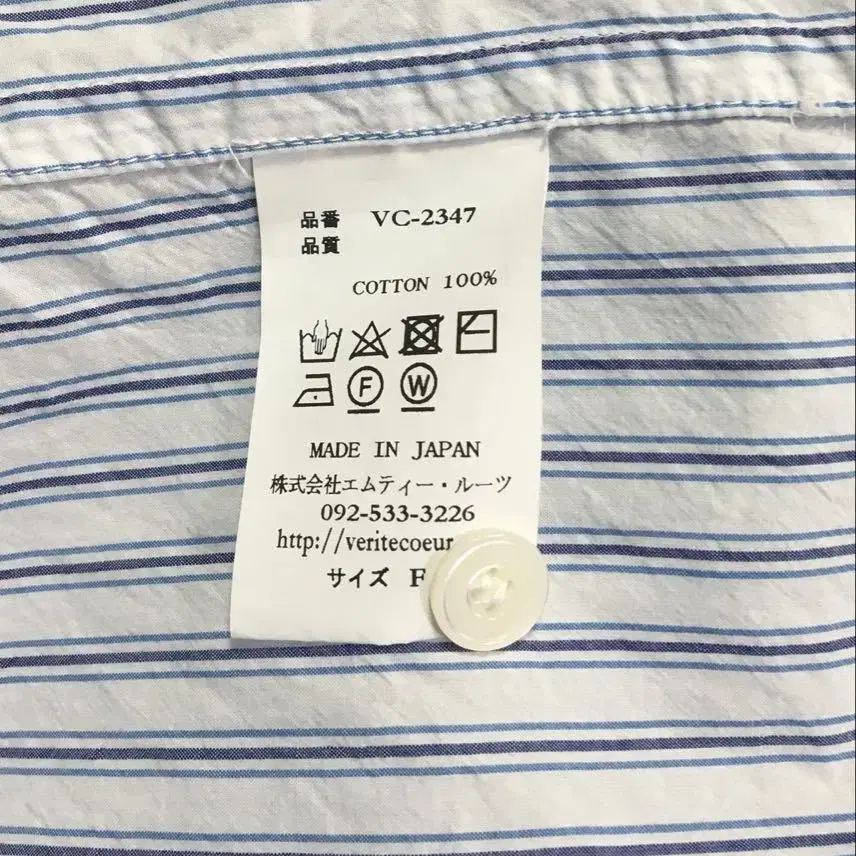 品番 VC-2347
品質
COTTON 100%
F W
MADE IN JAPAN
株式会社エムティー・ルーツ
092-533-3226
http://veritecoeur
サイズ F